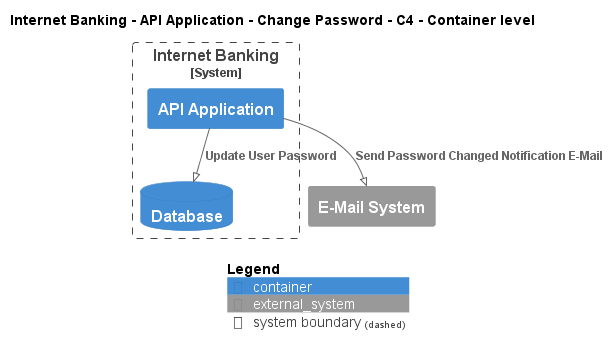 Internet Banking - API Application - Change Password - C4 - Container level
Internet Banking
[System]
API Application
Update User Password
Send Password Changed Notification E-Mail
Database
E-Mail System
Legend
container
external_system
system boundary (dashed)